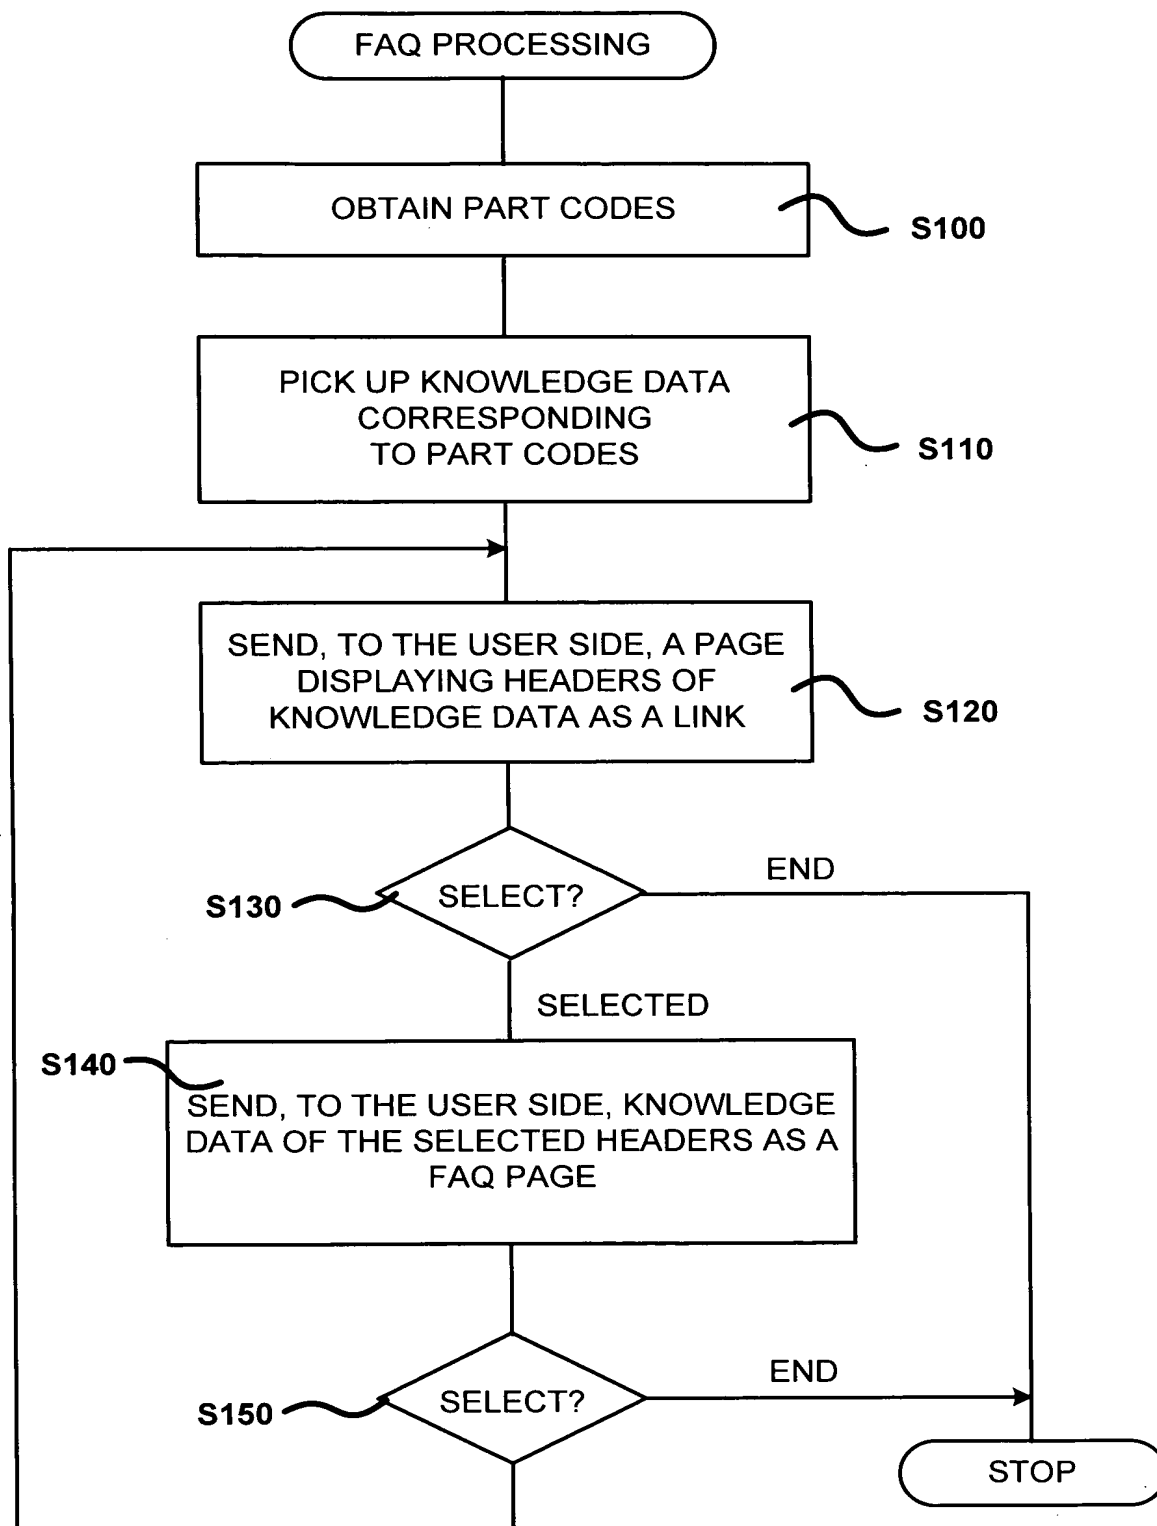 FAQ PROCESSING
OBTAIN PART CODES
S100
PICK UP KNOWLEDGE DATA
CORRESPONDING
TO PART CODES
S110
SEND, TO THE USER SIDE, A PAGE
DISPLAYING HEADERS OF
KNOWLEDGE DATA AS A LINK
S120
S130
SELECT?
END
SELECTED
S140
SEND, TO THE USER SIDE, KNOWLEDGE
DATA OF THE SELECTED HEADERS AS A
FAQ PAGE
S150
SELECT?
END
STOP